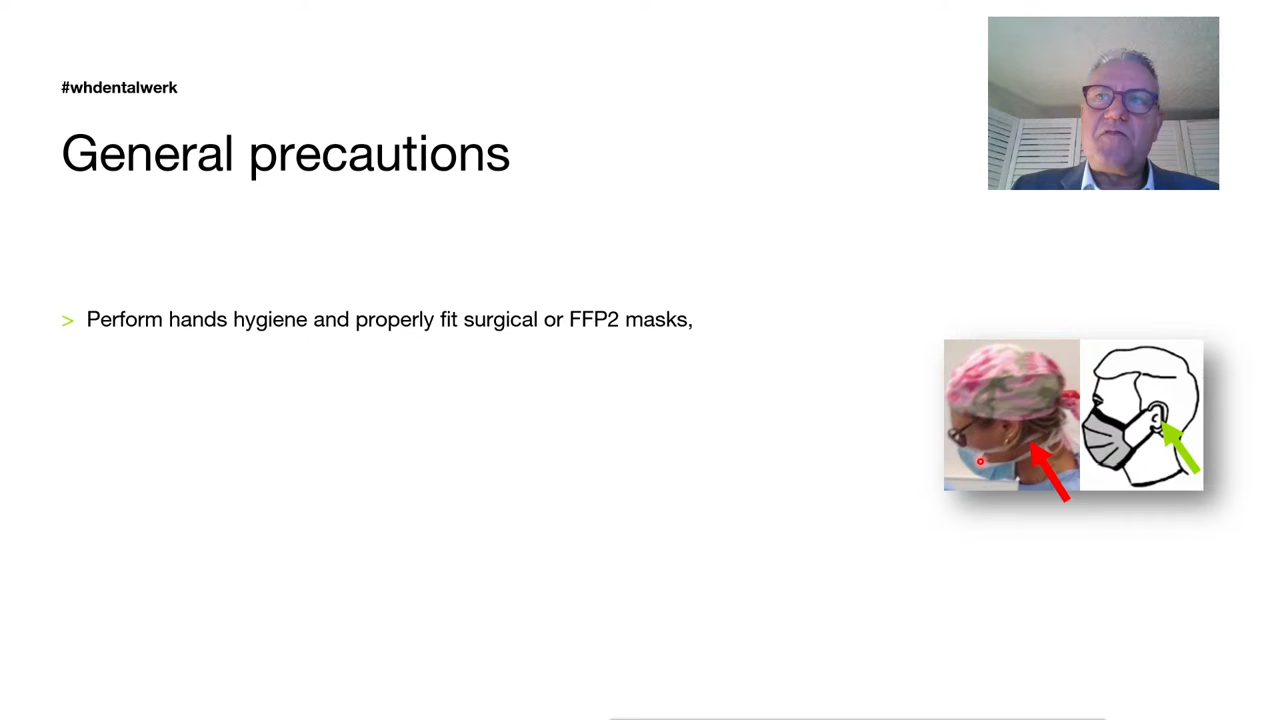 #whdentalwerk
General precautions
> Perform hands hygiene and properly fit surgical or FFP2 masks,